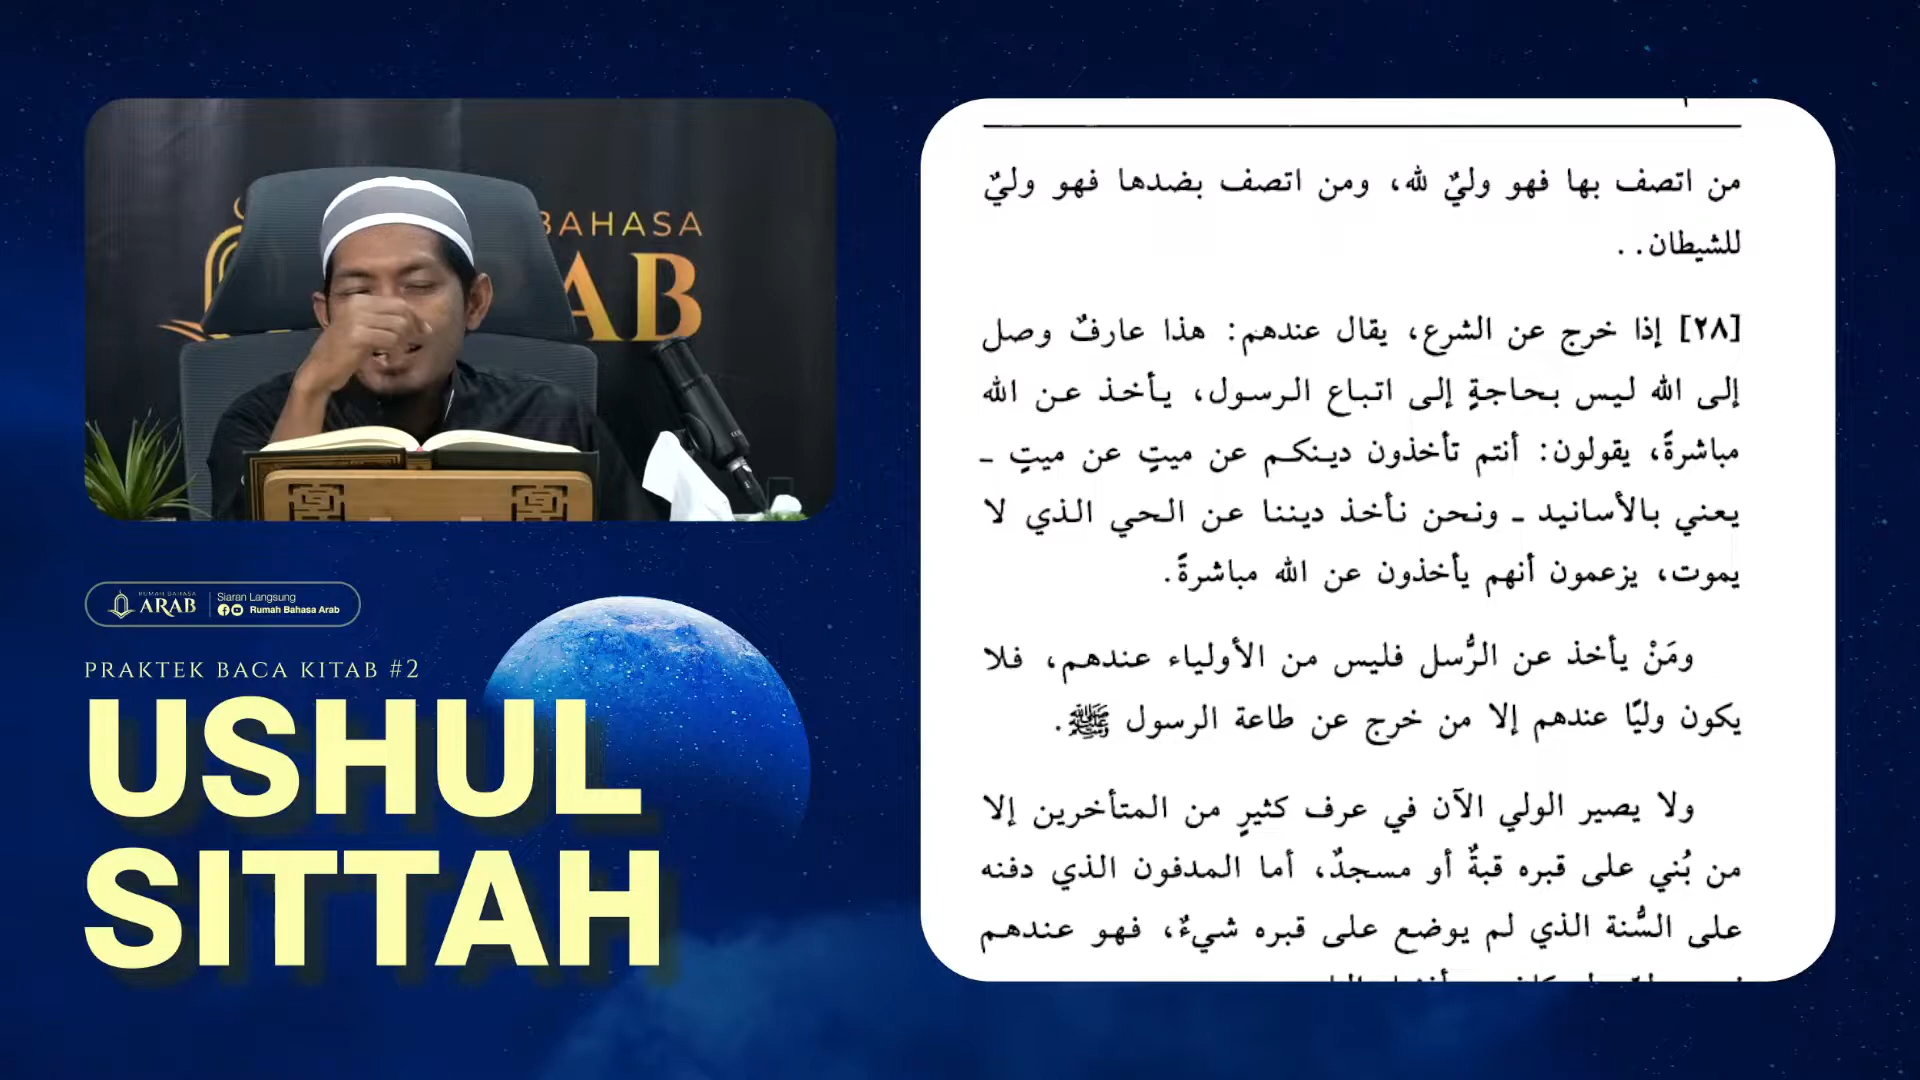 BAHASA
AB
RUMAH BAHASA
ARAB
Siaran Langsung
Rumah Bahasa Arab
PRAKTEK BACA KITAB #2
USHUL
SITTAH
من اتصف بها فهو وليٌ لله، ومن اتصف بضدها فهو وليٌ
للشيطان..
[٢٨] إذا خرج عن الشرع، يقال عندهم: هذا عارفٌ وصل
إلى الله ليس بحاجةٍ إلى اتباع الرسول، يأخذ عن الله
مباشرةً، يقولون: أنتم تأخذون دينكم عن ميتٍ عن ميتٍ ـ
يعني بالأسانيد ـ ونحن نأخذ ديننا عن الحي الذي لا
يموت، يزعمون أنهم يأخذون عن الله مباشرةً.
ومَنْ يأخذ عن الرُّسل فليس من الأولياء عندهم، فلا
يكون وليًا عندهم إلا من خرج عن طاعة الرسول ﷺ.
ولا يصير الولي الآن في عرف كثيرٍ من المتأخرين إلا
من بُني على قبره قبةٌ أو مسجدٌ، أما المدفون الذي دفنه
على السُّنة الذي لم يوضع على قبره شيءٌ، فهو عندهم